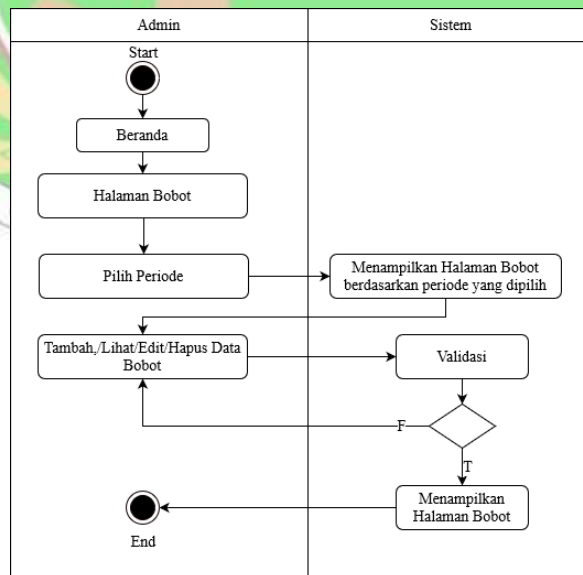 Admin
Sistem
Start
Beranda
Halaman Bobot
Pilih Periode
Menampilkan Halaman Bobot
berdasarkan periode yang dipilih
Tambah,/Lihat/Edit/Hapus Data
Bobot
Validasi
F
T
Menampilkan
Halaman Bobot
End